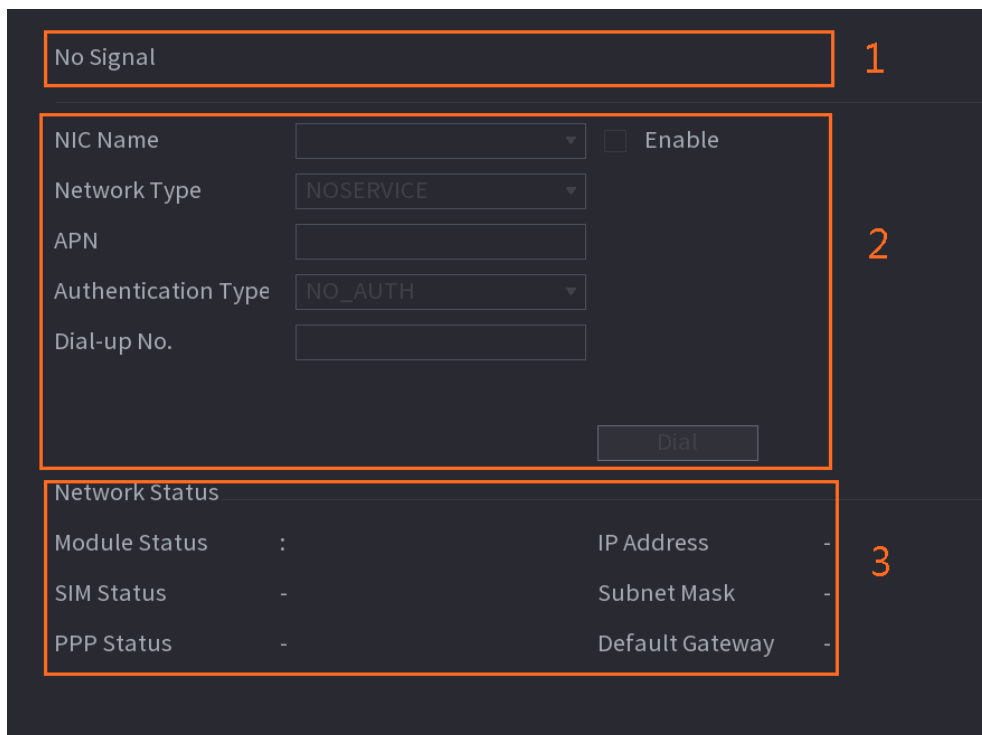 No Signal
1
NIC Name
Enable
Network Type
NOSERVICE
APN
2
Authentication Type
NO_AUTH
Dial-up No.
Dial
Network Status
Module Status :
IP Address -
3
SIM Status -
Subnet Mask -
PPP Status -
Default Gateway -